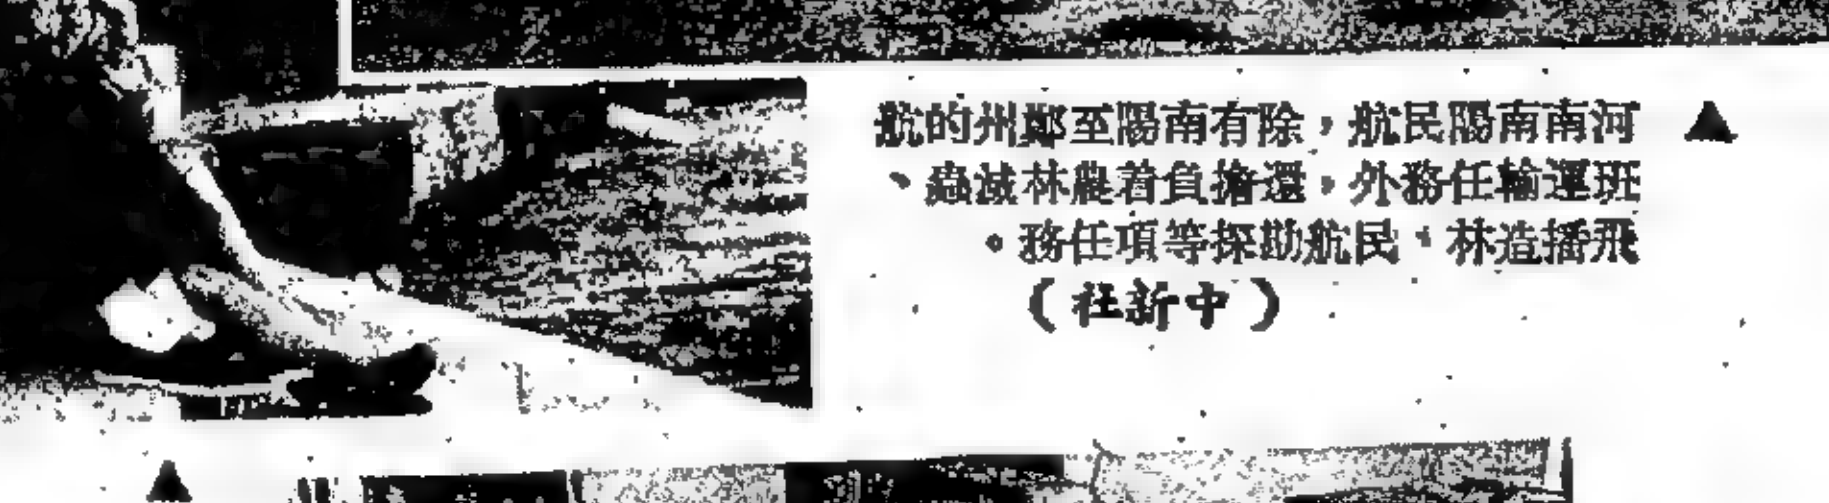 ▲河南南陽民航，除有南陽至鄭州的航
班運輸任務外，還擔負着農林滅蟲、
飛播造林、民航勘探等項任務。
（中新社）